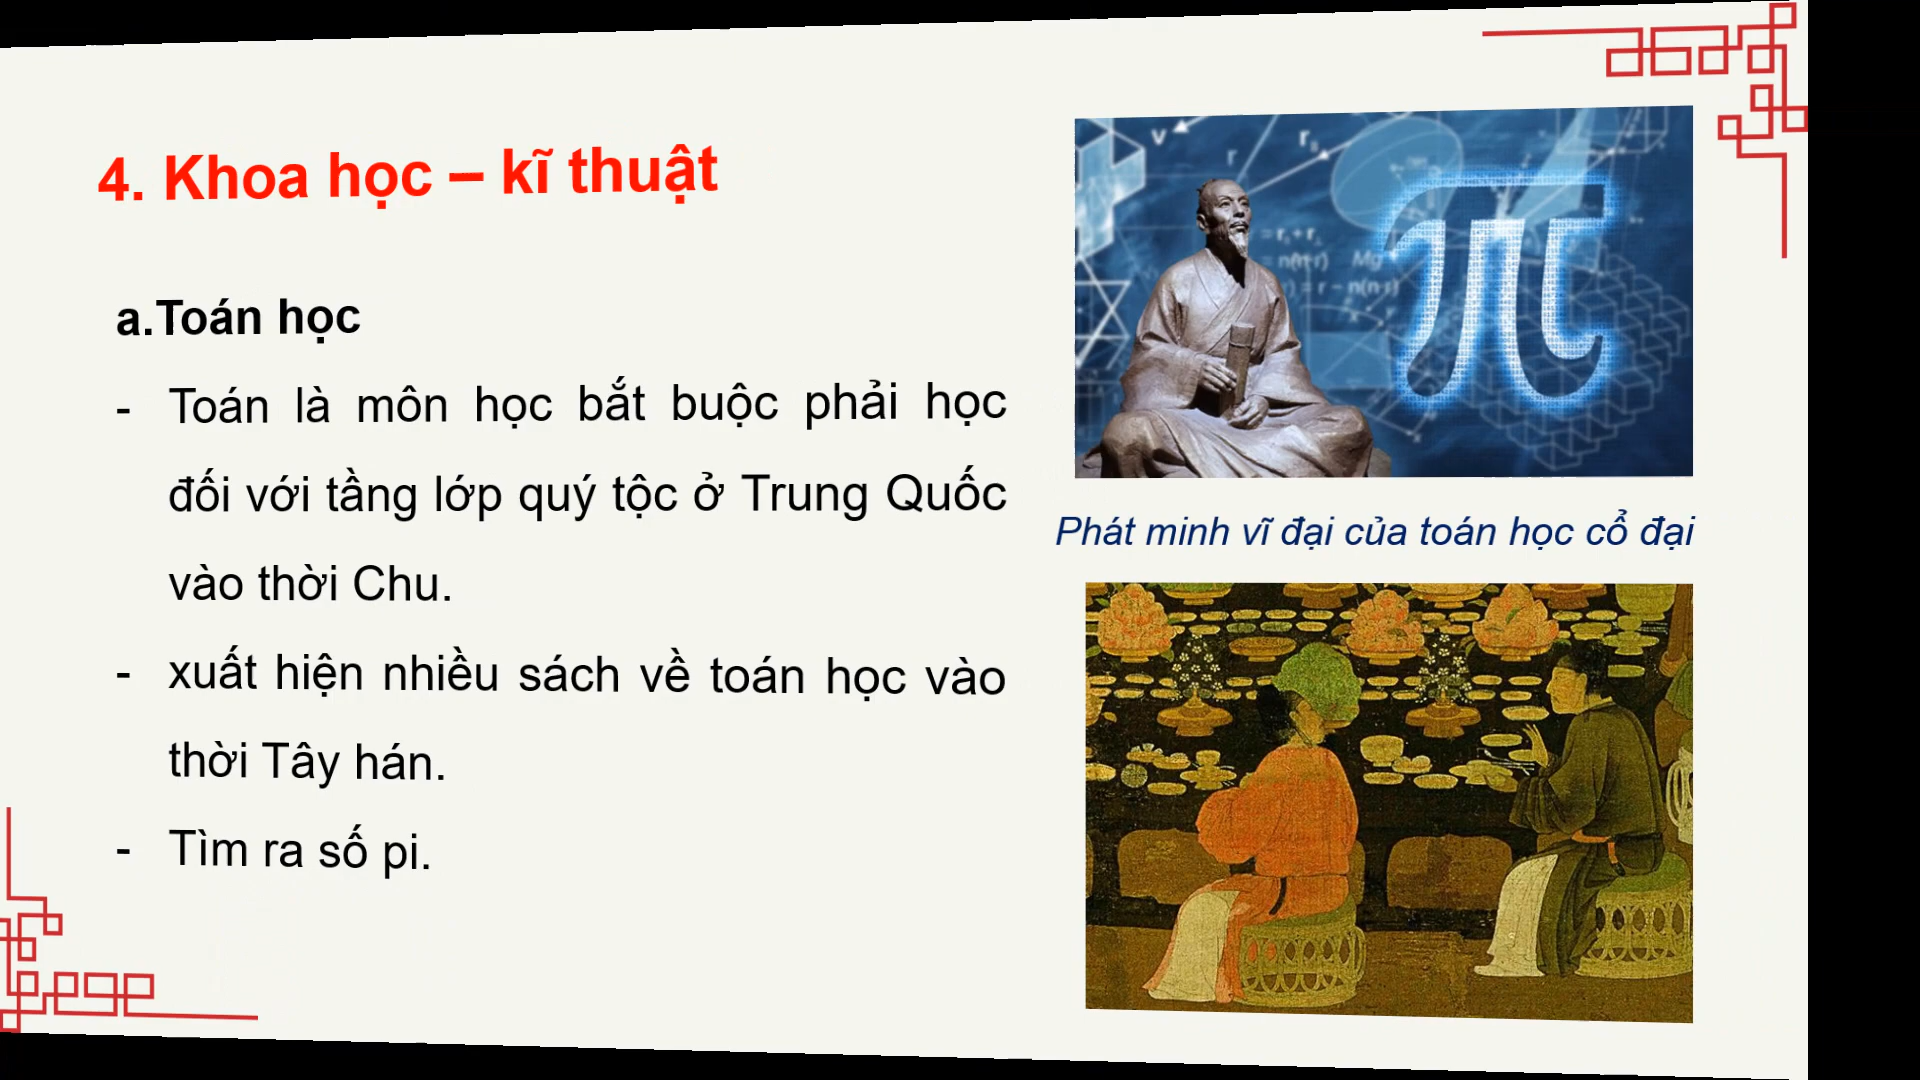 4. Khoa học – kĩ thuật
a.Toán học
- Toán là môn học bắt buộc phải học
đối với tầng lớp quý tộc ở Trung Quốc
vào thời Chu.
- xuất hiện nhiều sách về toán học vào
thời Tây hán.
- Tìm ra số pi.
v
r
π
Phát minh vĩ đại của toán học cổ đại